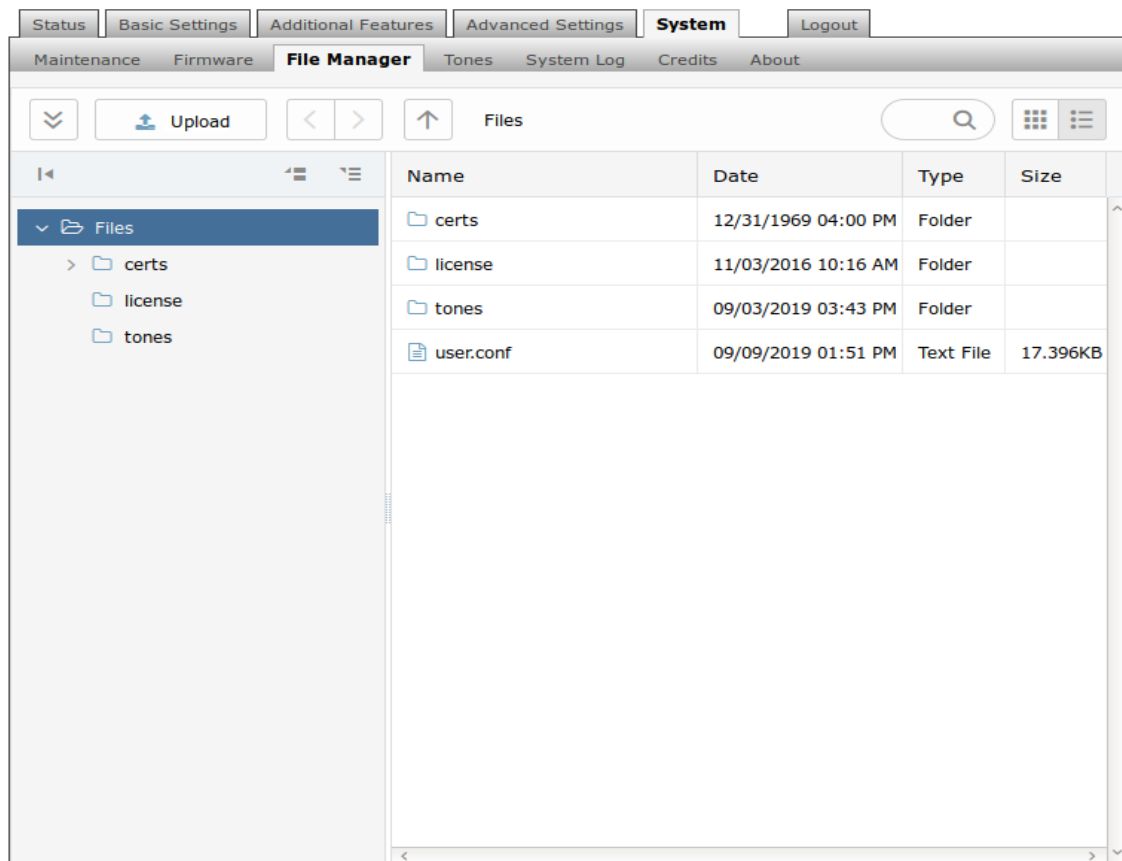 Status Basic Settings Additional Features Advanced Settings System Logout
Maintenance Firmware File Manager Tones System Log Credits About
Upload Files
Name Date Type Size
Files
certs
license
tones
certs 12/31/1969 04:00 PM Folder
license 11/03/2016 10:16 AM Folder
tones 09/03/2019 03:43 PM Folder
user.conf 09/09/2019 01:51 PM Text File 17.396KB